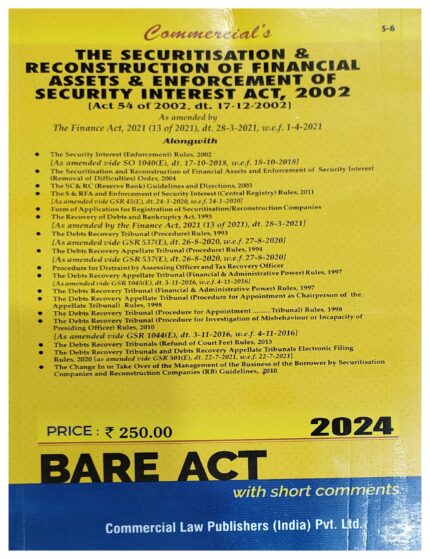 Commercial's
S-6
THE SECURITISATION &
RECONSTRUCTION OF FINANCIAL
ASSETS & ENFORCEMENT OF
SECURITY INTEREST ACT, 2002
[Act 54 of 2002, dt. 17-12-2002]
As amended by
The Finance Act, 2021 (13 of 2021), dt. 28-3-2021, w.e.f. 1-4-2021
Alongwith
• The Security Interest (Enforcement) Rules, 2002
[As amended vide SO 1040(E), dt. 17-10-2018, w.e.f. 18-10-2018]
• The Securitisation and Reconstruction of Financial Assets and Enforcement of Security Interest
(Removal of Difficulties) Order, 2004
• The SC& RC (Reserve Bank) Guidelines and Directions, 2003
• The S & RFA and Enforcement of Security Interest (Central Registry) Rules, 2011
[As amended vide GSR 45(E), dt. 24-1-2020, w.e.f. 24-1-2020]
• Form of Application for Registration of Securitisation/Reconstruction Companies
• The Recovery of Debts and Bankruptcy Act, 1993
[As amended by the Finance Act, 2021 (13 of 2021), dt. 28-3-2021]
• The Debts Recovery Tribunal (Procedure) Rules, 1993
[As amended vide GSR 537(E), dt. 26-8-2020, w.e.f. 27-8-2020]
• The Debts Recovery Appellate Tribunal (Procedure) Rules, 1994
[As amended vide GSR 537(E), dt. 26-8-2020, w.e.f. 27-8-2020]
• Procedure for Distraint by Assessing Officer and Tax Recovery Officer
• The Debts Recovery Appellate Tribunal (Financial & Administrative Power) Rules, 1997
[As amended vide GSR 1045(E), dt. 3-11-2016, w.e.f. 4-11-2016]
• The Debts Recovery Tribunal (Financial & Administrative Power) Rules, 1997
• The Debts Recovery Appellate Tribunal (Procedure for Appointment as Chairperson of the
Appellate Tribunal) Rules, 1998
• The Debts Recovery Tribunal (Procedure for Appointment ..........Tribunal) Rules, 1998
• The Debts Recovery Tribunal (Procedure for Investigation of Misbehaviour or Incapacity of
Presiding Officer) Rules, 2010
[As amended vide GSR 1044(E), dt. 3-11-2016, w.e.f. 4-11-2016]
• The Debts Recovery Tribunals (Refund of Court Fee) Rules, 2013
• The Debts Recovery Tribunals and Debts Recovery Appellate Tribunals Electronic Filing
Rules, 2020 [as amended vide GSR 501(E), dt. 22-7-2021, w.e.f. 22-7-2021]
• The Change In or Take Over of the Management of the Business of the Borrower by Securitisation
Companies and Reconstruction Companies (RB) Guidelines, 2010
PRICE : ₹ 250.00
2024
BARE ACT
with short comments
Commercial Law Publishers (India) Pvt. Ltd.